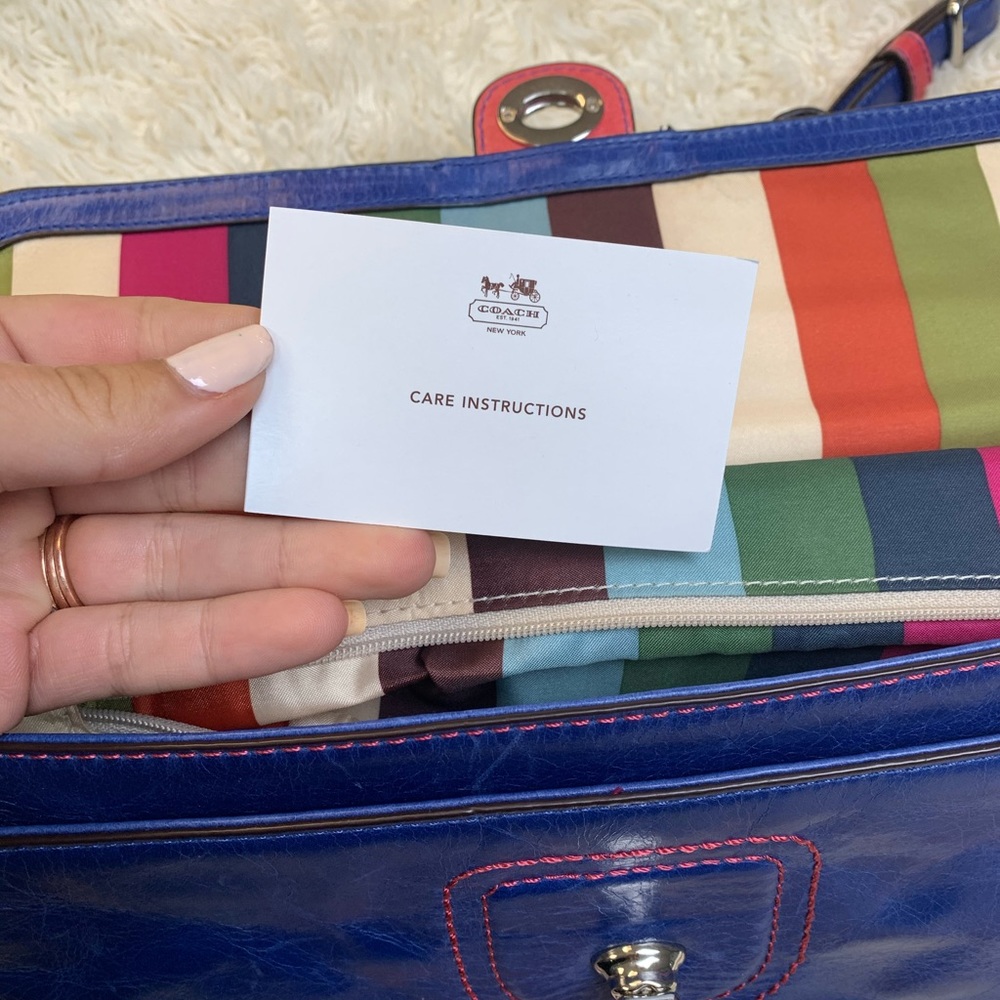 COACH
EST. 1941
NEW YORK
CARE INSTRUCTIONS